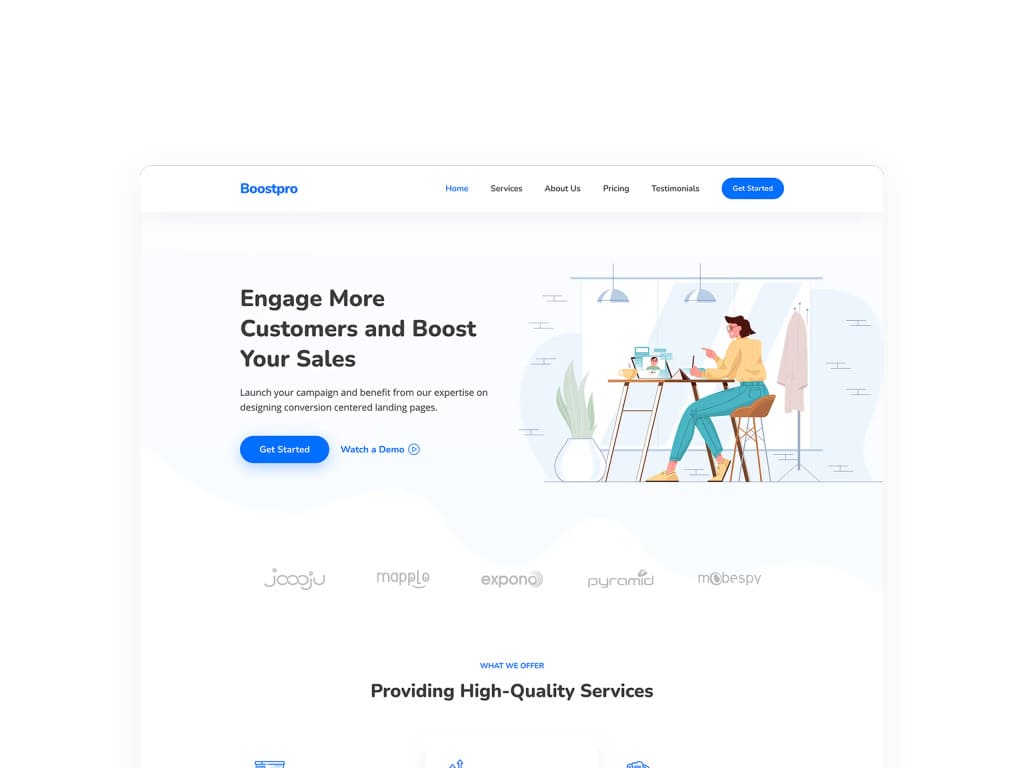 Boostpro
Home Services About Us Pricing Testimonials Get Started
Engage More
Customers and Boost
Your Sales
Launch your campaign and benefit from our expertise on
designing conversion centered landing pages.
Get Started Watch a Demo
joooju mapplo expono pyramid mobespy
WHAT WE OFFER
Providing High-Quality Services